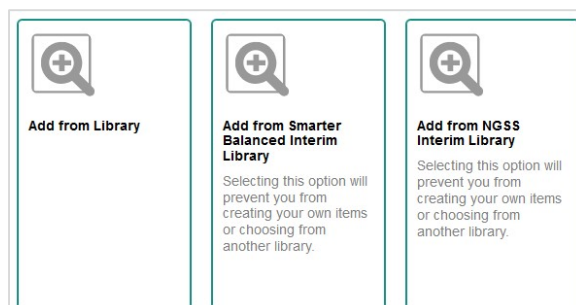 Add from Library
Add from Smarter
Balanced Interim
Library
Selecting this option will
prevent you from
creating your own items
or choosing from
another library.
Add from NGSS
Interim Library
Selecting this option will
prevent you from
creating your own items
or choosing from
another library.